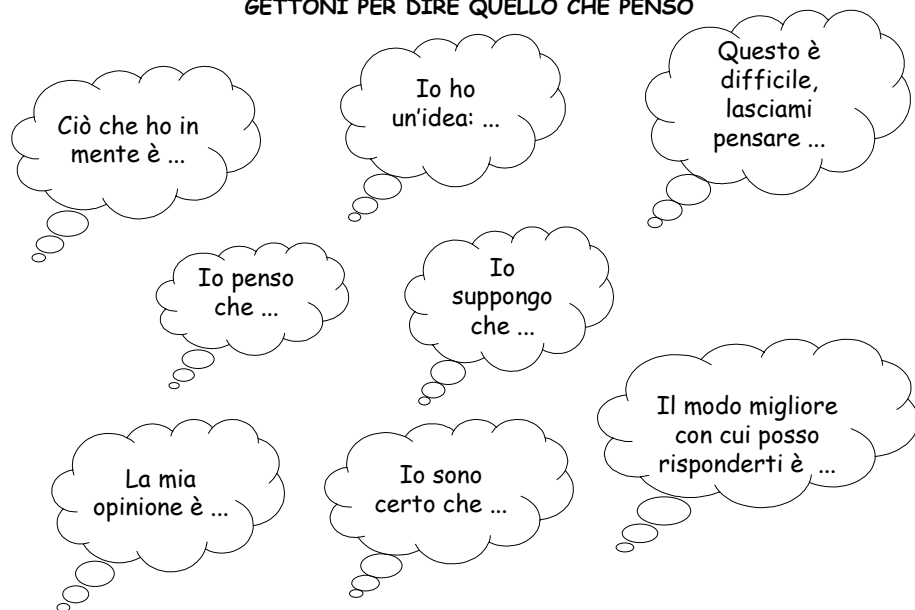 GETTONI PER DIRE QUELLO CHE PENSO
Ciò che ho in
mente è ...
Io ho
un'idea: ...
Questo è
difficile,
lasciami
pensare ...
Io penso
che ...
Io
suppongo
che ...
Il modo migliore
con cui posso
risponderti è ...
La mia
opinione è ...
Io sono
certo che ...